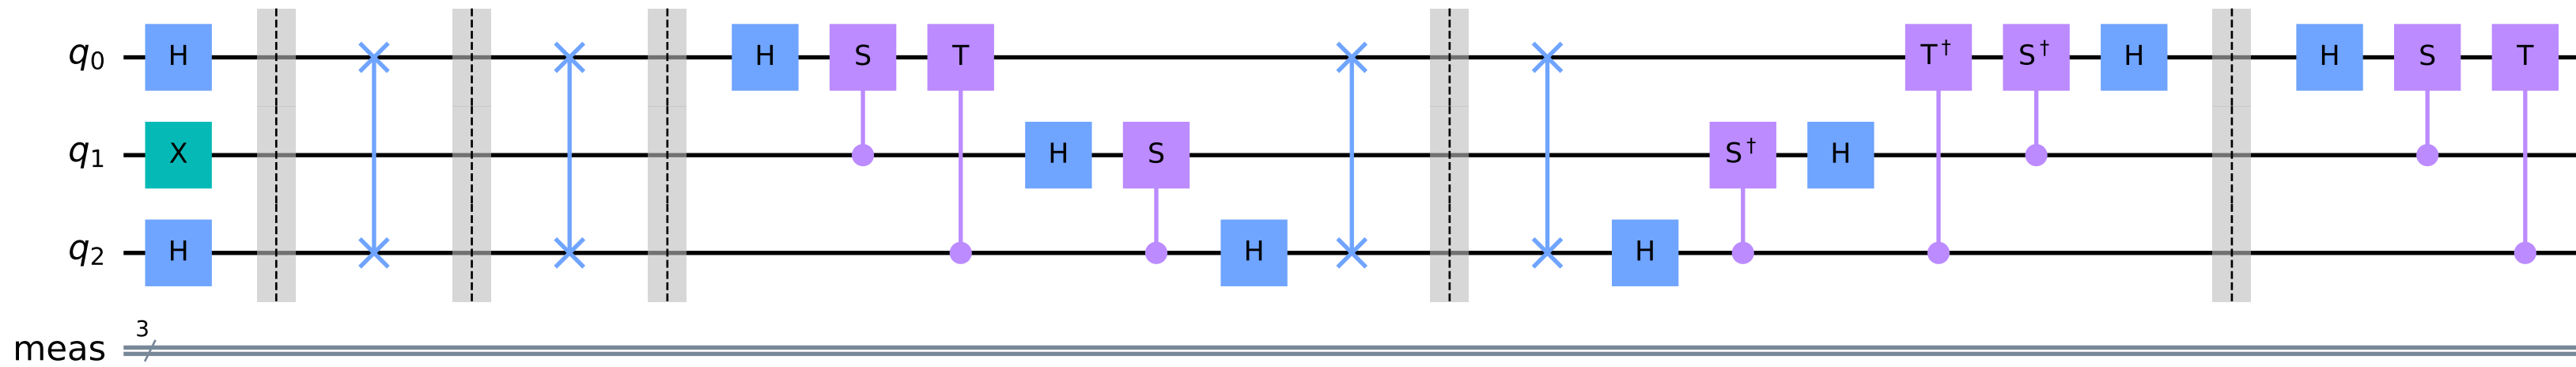 q0 H H S T T† S† H H S T
q1 X H S S† H
q2 H H H
3
meas